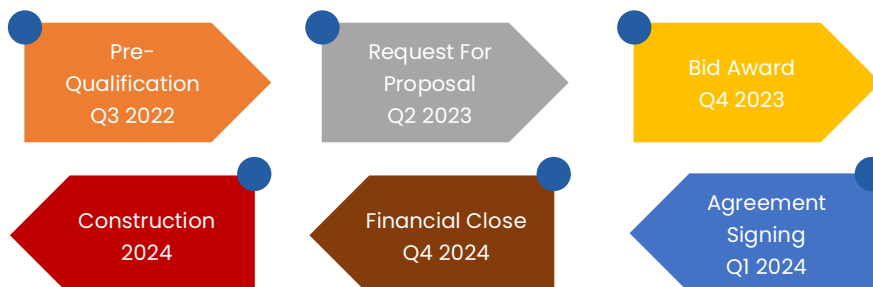 Pre-
Qualification
Q3 2022
Request For
Proposal
Q2 2023
Bid Award
Q4 2023
Agreement
Signing
Q1 2024
Financial Close
Q4 2024
Construction
2024